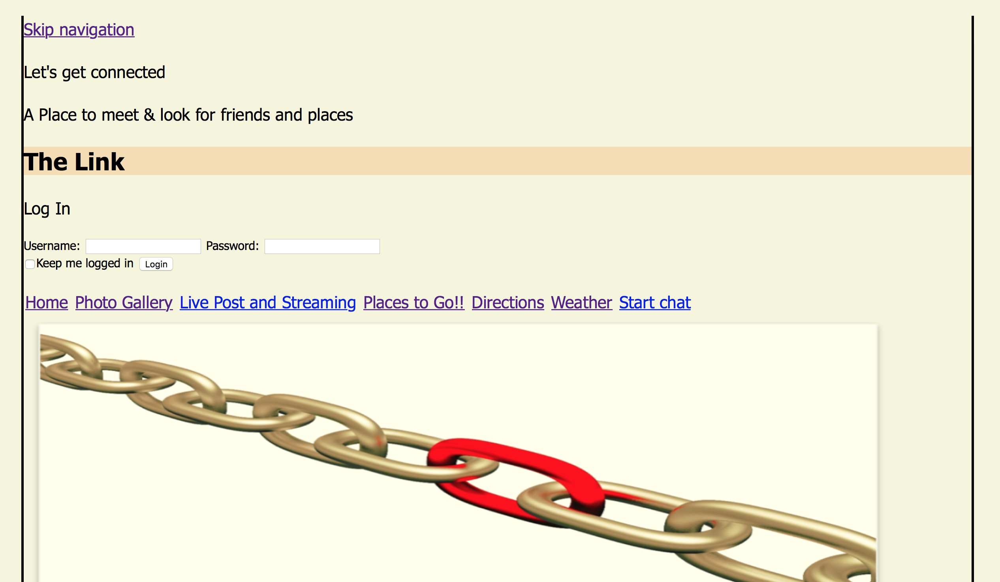 Skip navigation
Let's get connected
A Place to meet & look for friends and places
The Link
Log In
Username: Password:
Keep me logged in Login
Home Photo Gallery Live Post and Streaming Places to Go!! Directions Weather Start chat